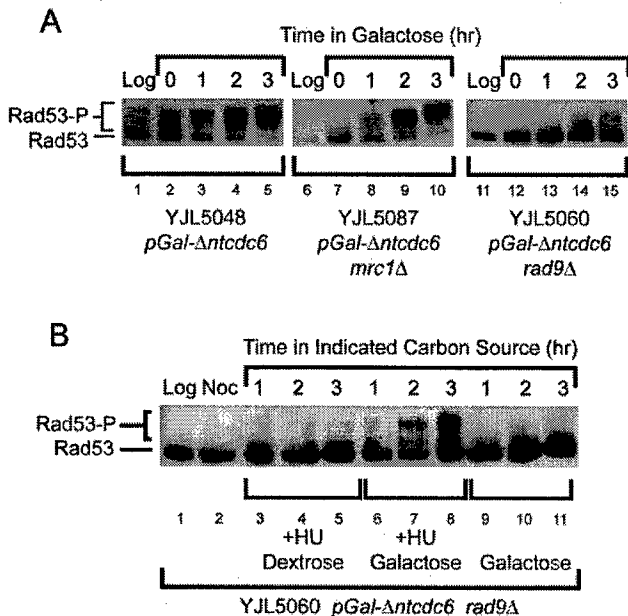 A
Time in Galactose (hr)
Log 0 1 2 3 Log 0 1 2 3 Log 0 1 2 3
Rad53-P
Rad53
1 2 3 4 5 6 7 8 9 10 11 12 13 14 15
YJL5048 YJL5087 YJL5060
pGal-Δntcdc6 pGal-Δntcdc6 pGal-Δntcdc6
mrc1Δ rad9Δ
B
Time in Indicated Carbon Source (hr)
Log Noc 1 2 3 1 2 3 1 2 3
Rad53-P
Rad53
1 2 3 4 5 6 7 8 9 10 11
+HU +HU
Dextrose Galactose Galactose
YJL5060 pGal-Δntcdc6 rad9Δ